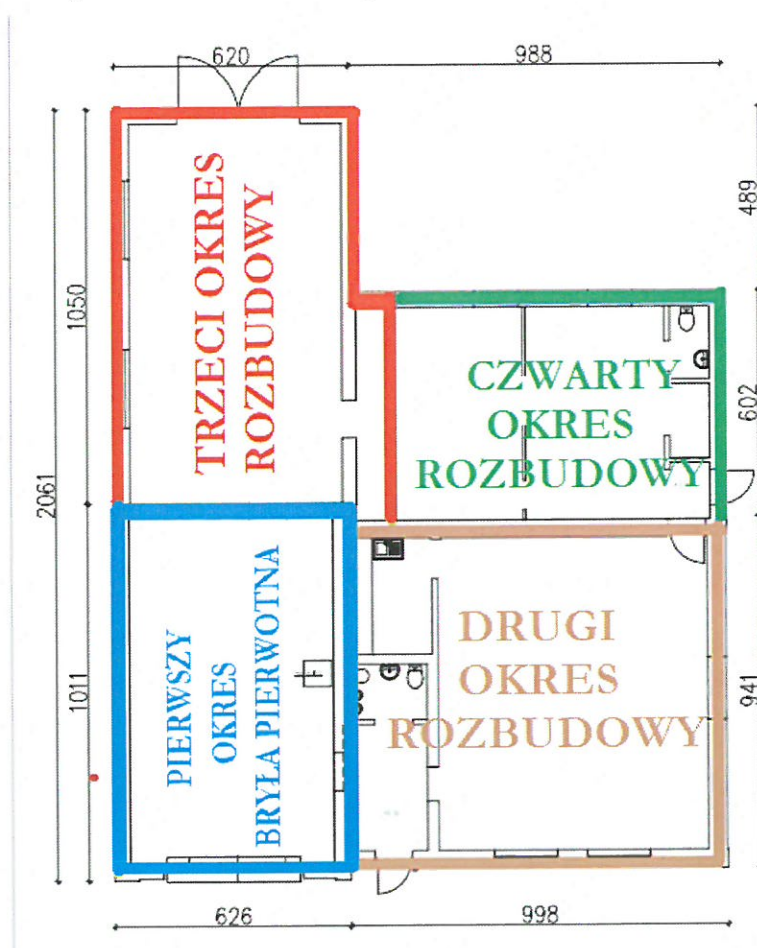 620
988
TRZECI OKRES
ROZBUDOWY
489
1050
CZWARTY
OKRES
ROZBUDOWY
602
2061
PIERWSZY
OKRES
BRYŁA PIERWOTNA
DRUGI
OKRES
ROZBUDOWY
1011
941
626
998